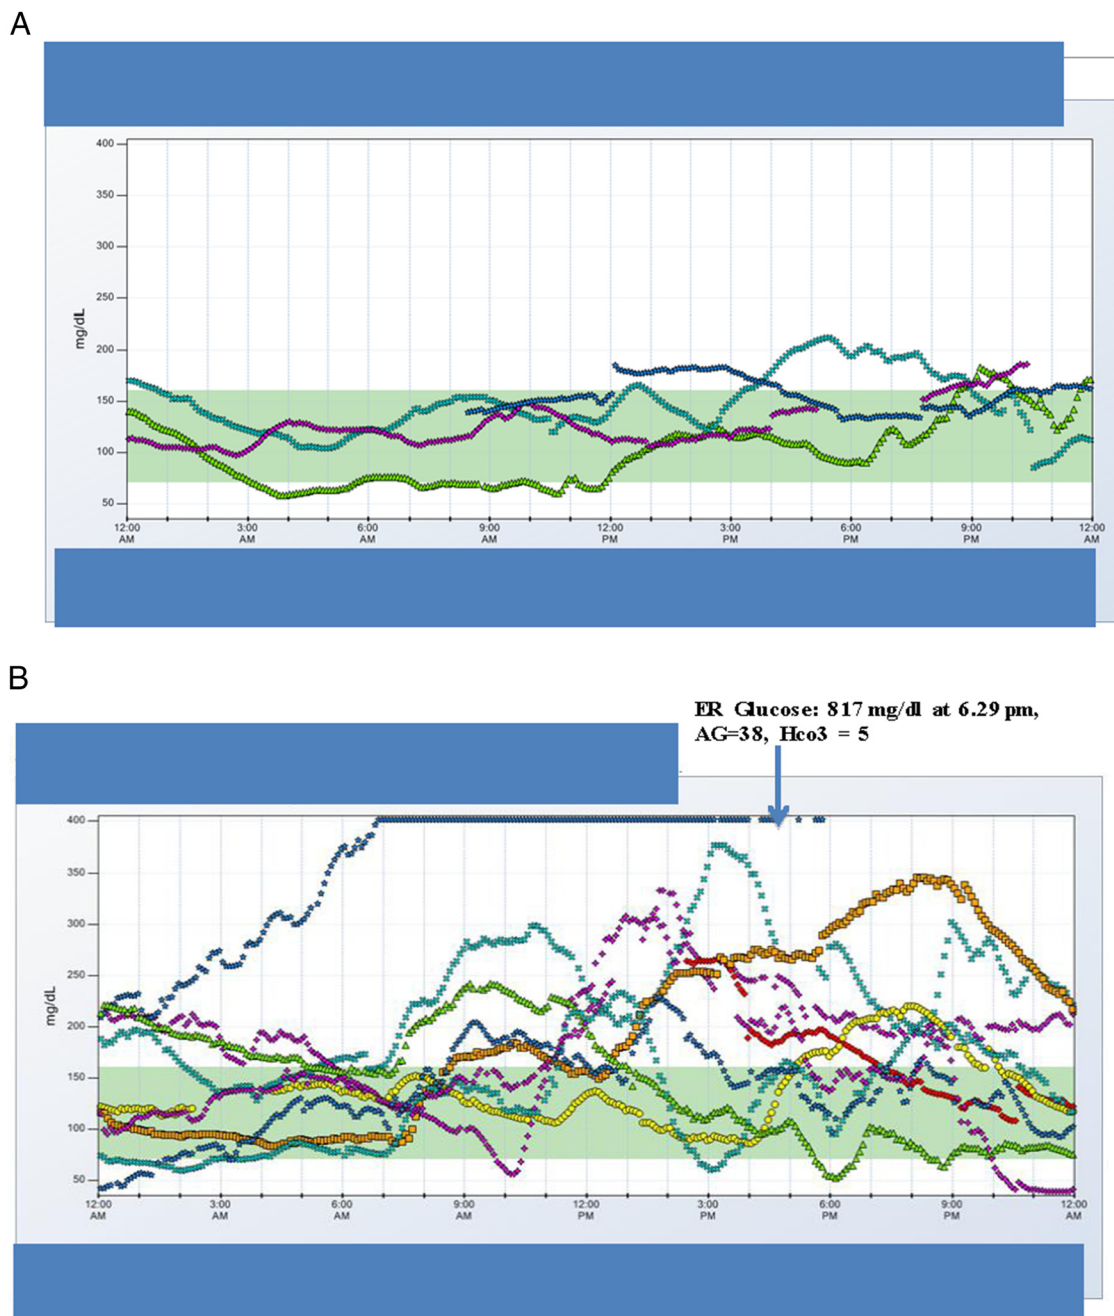 A
400
350
300
250
200
150
100
50
mg/dL
12:00 AM
3:00 AM
6:00 AM
9:00 AM
12:00 PM
3:00 PM
6:00 PM
9:00 PM
12:00 AM
B
ER Glucose: 817 mg/dl at 6.29 pm,
AG=38, Hco3 = 5
400
350
300
250
200
150
100
50
mg/dL
12:00 AM
3:00 AM
6:00 AM
9:00 AM
12:00 PM
3:00 PM
6:00 PM
9:00 PM
12:00 AM